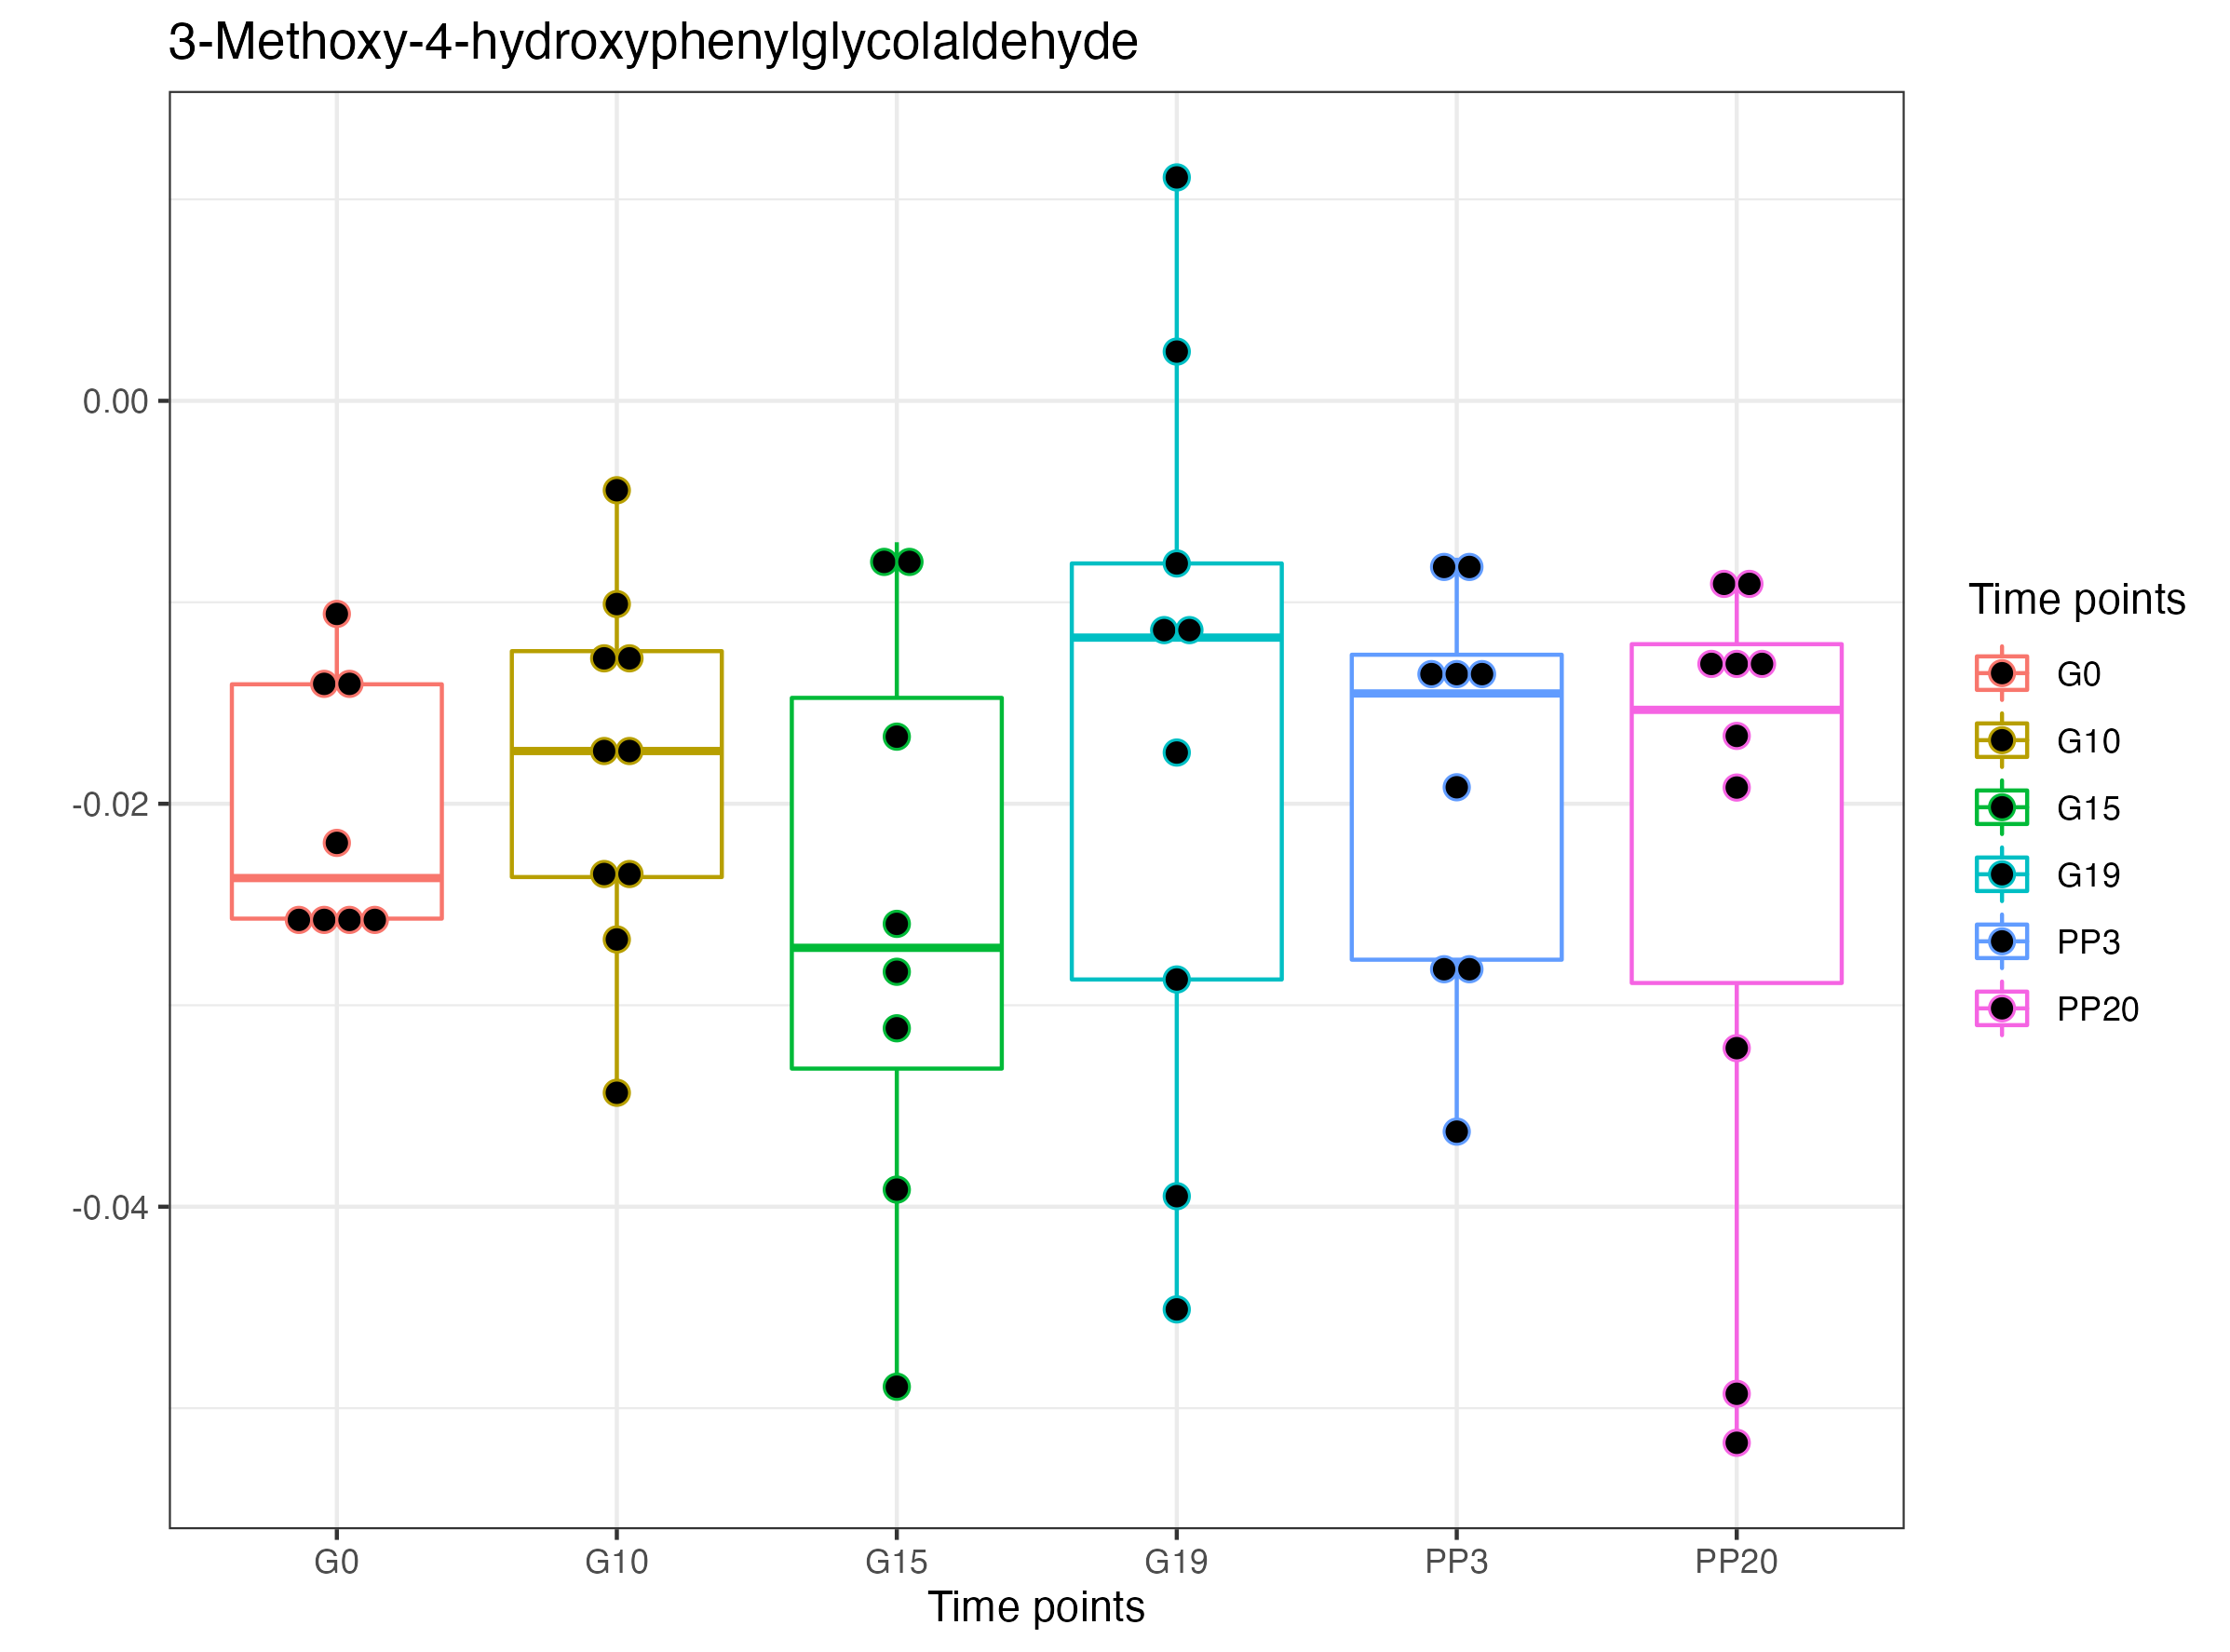 3-Methoxy-4-hydroxyphenylglycolaldehyde
0.00
-0.02
-0.04
G0 G10 G15 G19 PP3 PP20
Time points
Time points
G0
G10
G15
G19
PP3
PP20